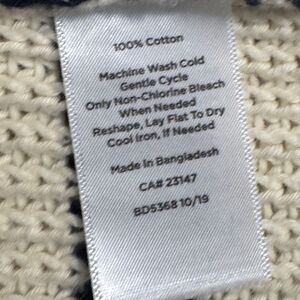 100% Cotton
Machine Wash Cold
Gentle Cycle
Only Non-Chlorine Bleach
When Needed
Reshape, Lay Flat To Dry
Cool Iron, If Needed
Made In Bangladesh
CA# 23147
BD5368 10/19